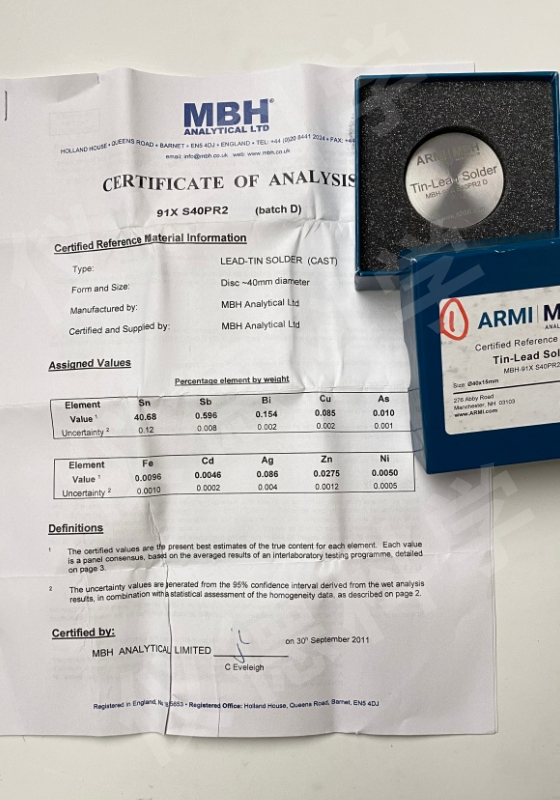 MBH
ANALYTICAL LTD
HOLLAND HOUSE • QUEENS ROAD • BARNET • EN5 4DJ • ENGLAND • TEL: +44 (0)20 8441 2024 • FAX:
email: info@mbh.co.uk web: www.mbh.co.uk
CERTIFICATE OF ANALYSIS
91X S40PR2 (batch D)
Certified Reference Material Information
Type: LEAD-TIN SOLDER (CAST)
Form and Size: Disc ~40mm diameter
Manufactured by: MBH Analytical Ltd
Certified and Supplied by: MBH Analytical Ltd
Assigned Values
Percentage element by weight
Element Sn Sb Bi Cu As
Value ¹ 40.68 0.596 0.154 0.085 0.010
Uncertainty ² 0.12 0.008 0.002 0.002 0.001
Element Fe Cd Ag Zn Ni
Value ¹ 0.0096 0.0046 0.086 0.0275 0.0050
Uncertainty ² 0.0010 0.0002 0.004 0.0012 0.0005
Definitions
¹ The certified values are the present best estimates of the true content for each element. Each value
is a panel consensus, based on the averaged results of an interlaboratory testing programme, detailed
on page 3.
² The uncertainty values are generated from the 95% confidence interval derived from the wet analysis
results, in combination with a statistical assessment of the homogeneity data, as described on page 2.
Certified by:
MBH ANALYTICAL LIMITED
on 30th September 2011
C Eveleigh
Registered in England, • Registered Office: Holland House, Queens Road, Barnet, EN5 4DJ
ARMI MBH
Tin-Lead Solder
PR2 D
1
ARMI | M
ANAL
Certified Reference
Tin-Lead Sol
MBH-91X S40PR2
Size: Ø40x15mm
276 Abby Road
Manchester, NH 03103
www.ARMI.com